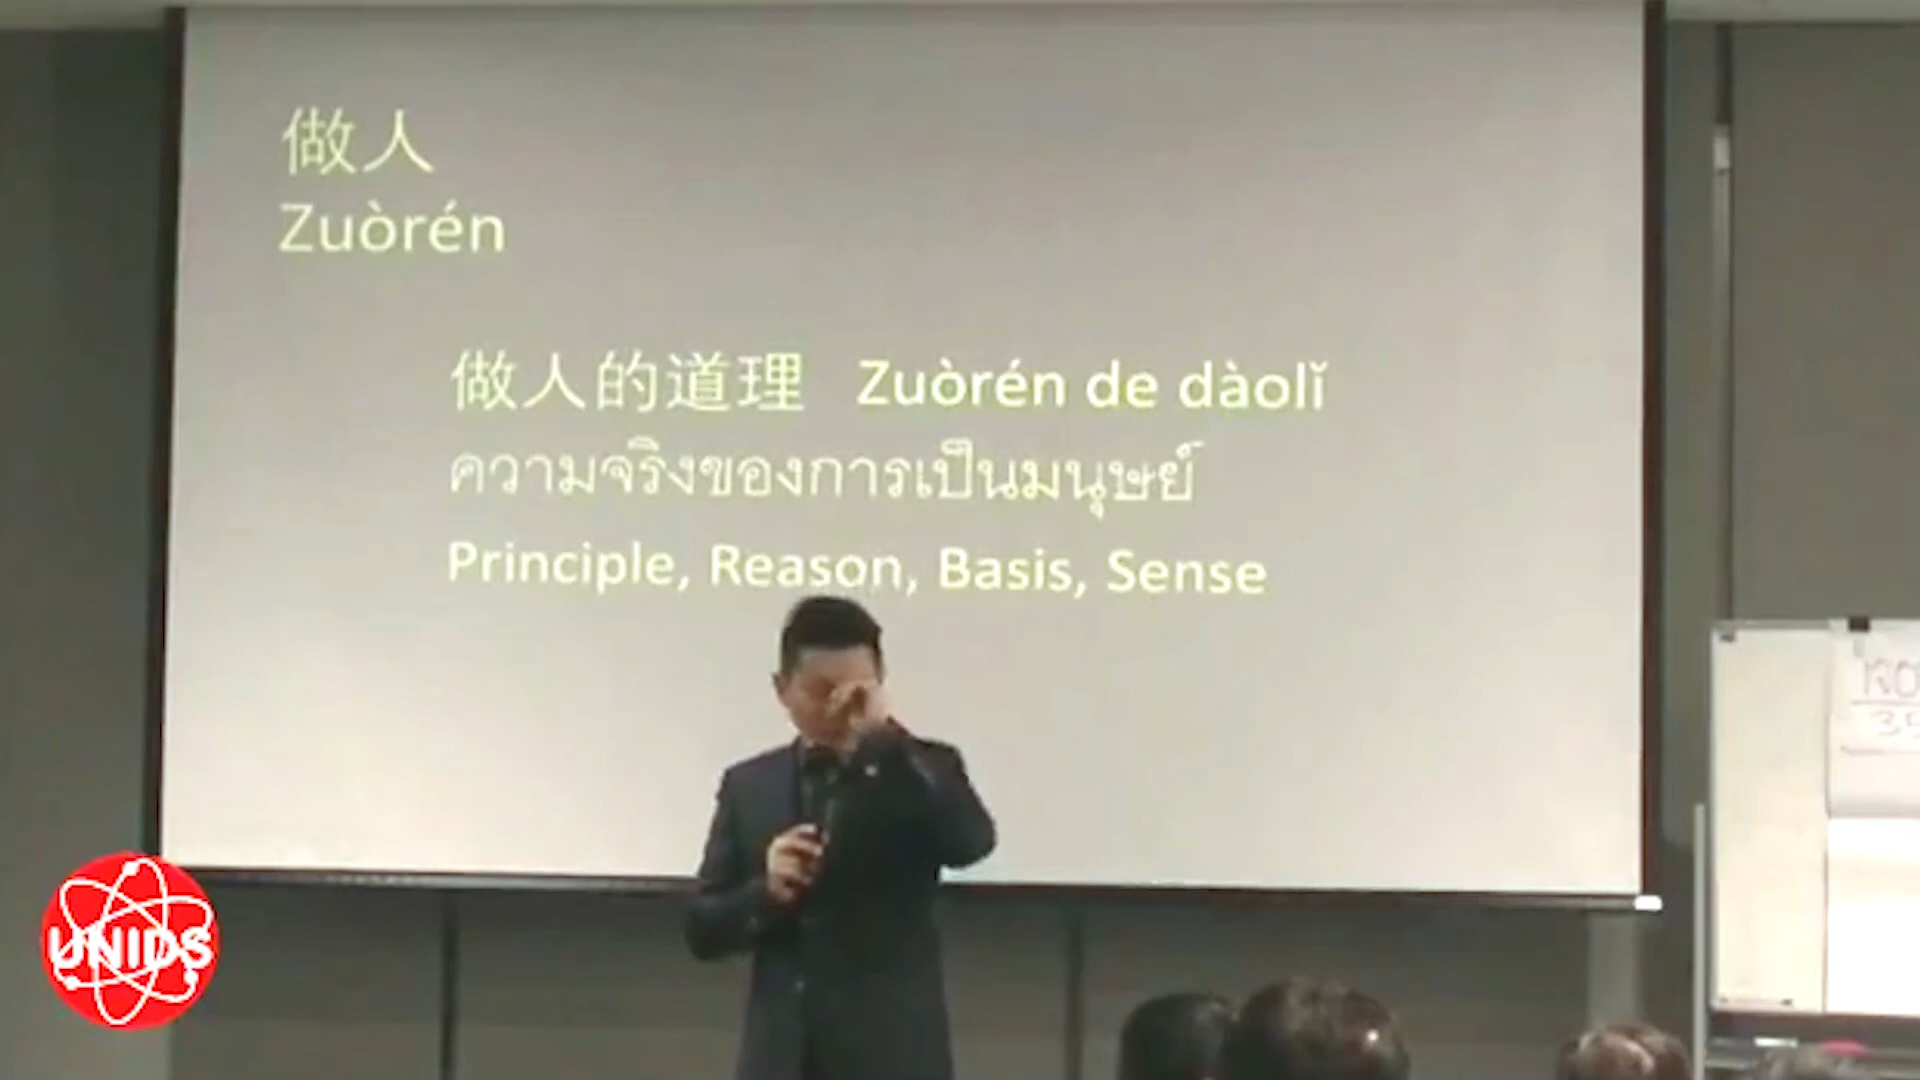 做人
Zuòrén
做人的道理 Zuòrén de dàolǐ
ความจริงของการเป็นมนุษย์
Principle, Reason, Basis, Sense
UNIDS